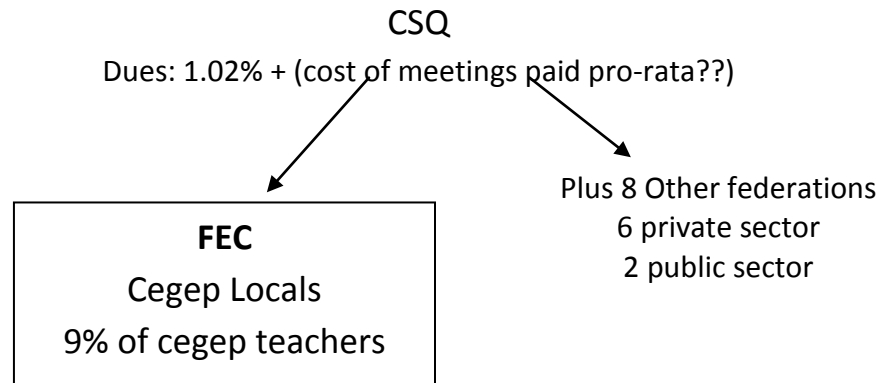 CSQ
Dues: 1.02% + (cost of meetings paid pro-rata??)
Plus 8 Other federations
6 private sector
2 public sector
FEC
Cegep Locals
9% of cegep teachers